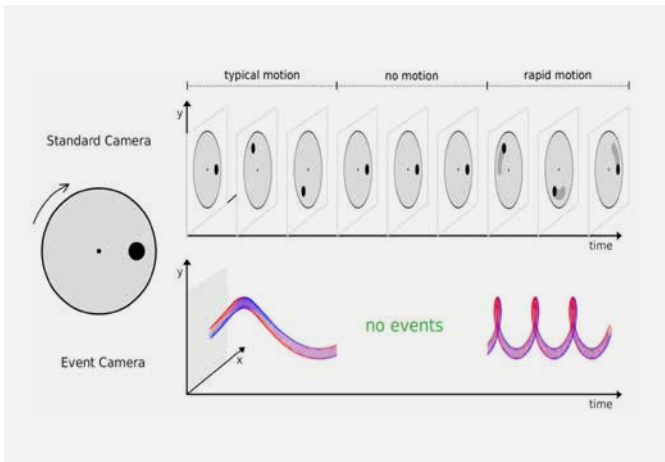 typical motion
no motion
rapid motion
y
Standard Camera
time
y
no events
Event Camera
x
time